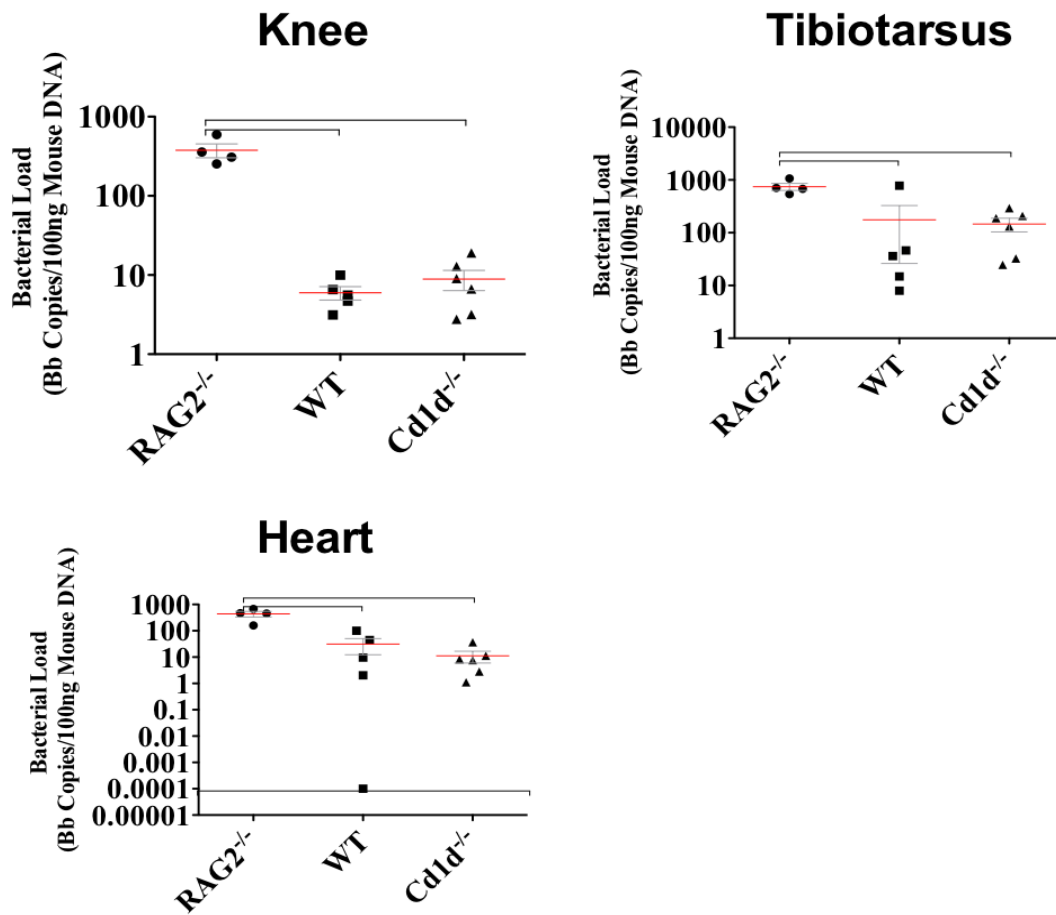 Knee
Bacterial Load
(Bb Copies/100ng Mouse DNA)
1000
100
10
1
RAG2-/-
WT
Cd1d-/-
Tibiotarsus
Bacterial Load
(Bb Copies/100ng Mouse DNA)
10000
1000
100
10
1
RAG2-/-
WT
Cd1d-/-
Heart
Bacterial Load
(Bb Copies/100ng Mouse DNA)
1000
100
10
1
0.1
0.01
0.001
0.0001
0.00001
RAG2-/-
WT
Cd1d-/-